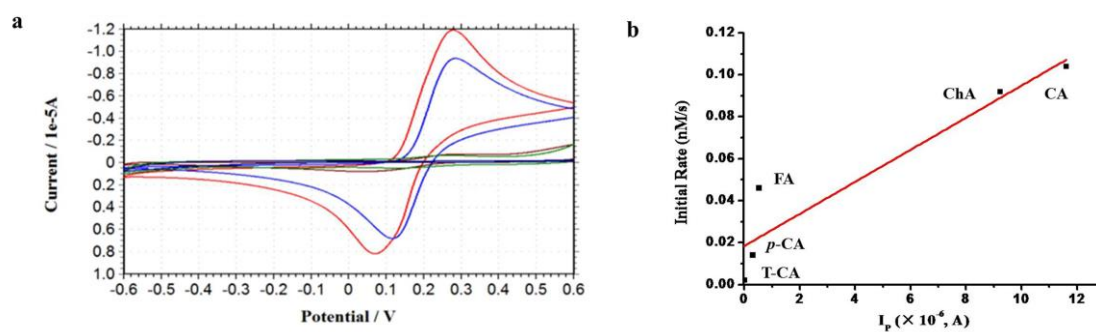 a
-1.2
-1.0
-0.8
-0.6
-0.4
-0.2
0
0.2
0.4
0.6
0.8
1.0
Current / 1e-5A
-0.6 -0.5 -0.4 -0.3 -0.2 -0.1 0 0.1 0.2 0.3 0.4 0.5 0.6
Potential / V
b
0.12
0.10
0.08
0.06
0.04
0.02
0.00
Initial Rate (nM/s)
ChA
CA
FA
p-CA
T-CA
0 2 4 6 8 10 12
I_P (× 10^-6, A)